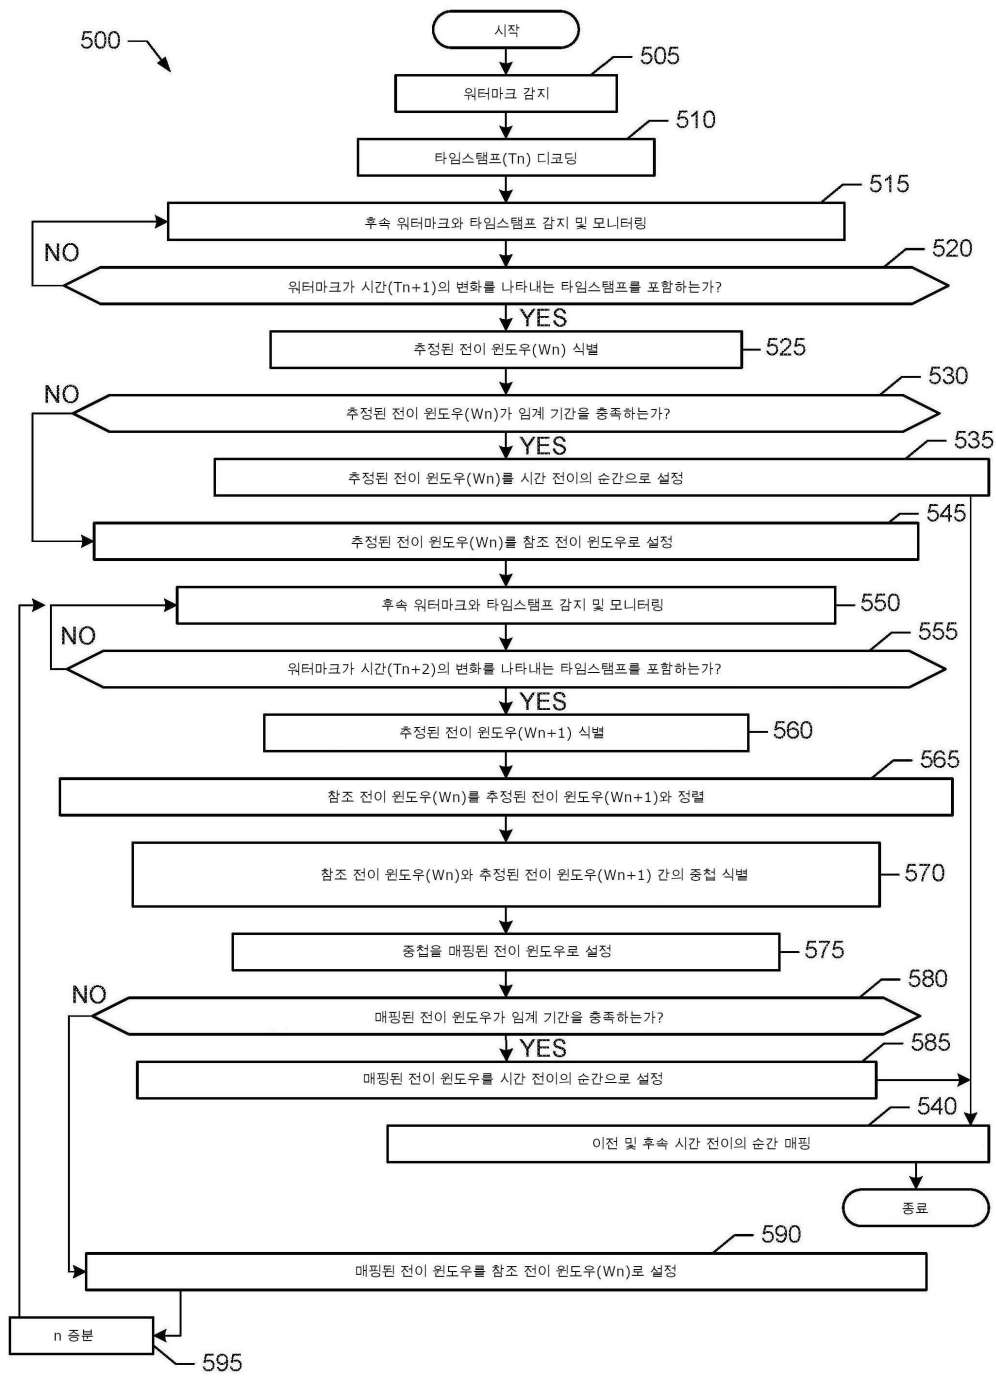 시작
500
505
워터마크 감지
510
타임스탬프(Tn) 디코딩
515
후속 워터마크와 타임스탬프 감지 및 모니터링
NO
520
워터마크가 시간(Tn+1)의 변화를 나타내는 타임스탬프를 포함하는가?
YES
추정된 전이 윈도우(Wn) 식별
525
NO
530
추정된 전이 윈도우(Wn)가 임계 기간을 충족하는가?
YES
535
추정된 전이 윈도우(Wn)를 시간 전이의 순간으로 설정
545
추정된 전이 윈도우(Wn)를 참조 전이 윈도우로 설정
후속 워터마크와 타임스탬프 감지 및 모니터링
550
NO
555
워터마크가 시간(Tn+2)의 변화를 나타내는 타임스탬프를 포함하는가?
YES
추정된 전이 윈도우(Wn+1) 식별
560
565
참조 전이 윈도우(Wn)를 추정된 전이 윈도우(Wn+1)와 정렬
참조 전이 윈도우(Wn)와 추정된 전이 윈도우(Wn+1) 간의 중첩 식별
570
중첩을 매핑된 전이 윈도우로 설정
575
NO
580
매핑된 전이 윈도우가 임계 기간을 충족하는가?
YES
585
매핑된 전이 윈도우를 시간 전이의 순간으로 설정
540
이전 및 후속 시간 전이의 순간 매핑
종료
590
매핑된 전이 윈도우를 참조 전이 윈도우(Wn)로 설정
n 증분
595